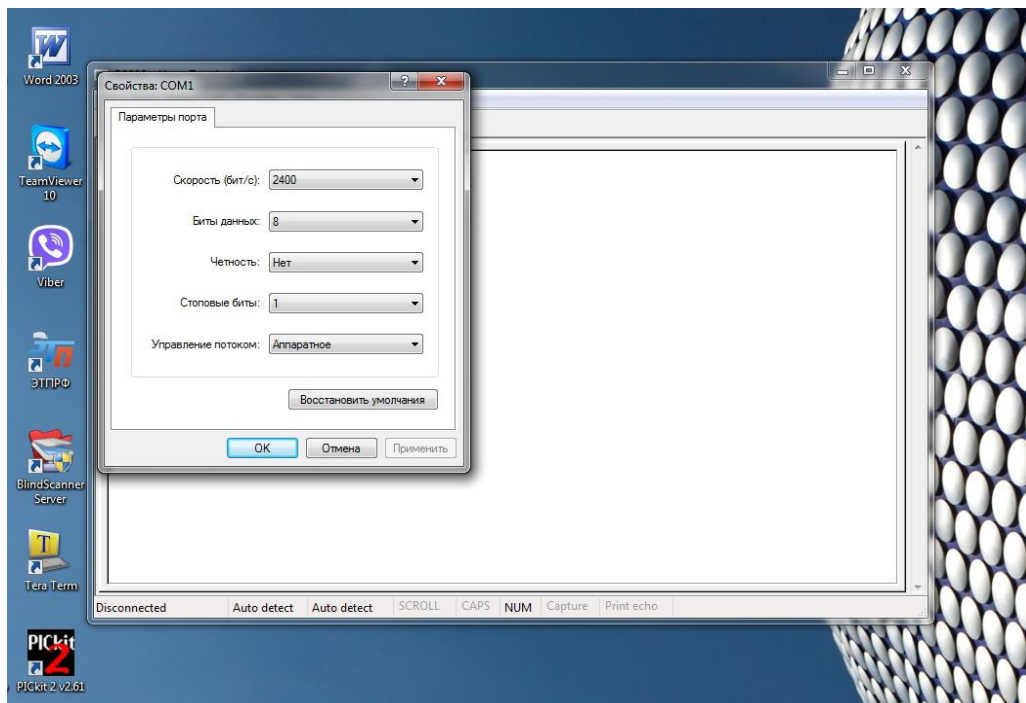 Word 2003
TeamViewer
10
Viber
ЭТПРФ
BlindScanner
Server
T
Tera Term
PICkit
2
PICkit 2 v2.61
Свойства: COM1
Параметры порта
Скорость (бит/с): 2400
Биты данных: 8
Четность: Нет
Стоповые биты: 1
Управление потоком: Аппаратное
Восстановить умолчания
OK Отмена Применить
Disconnected Auto detect Auto detect SCROLL CAPS NUM Capture Print echo